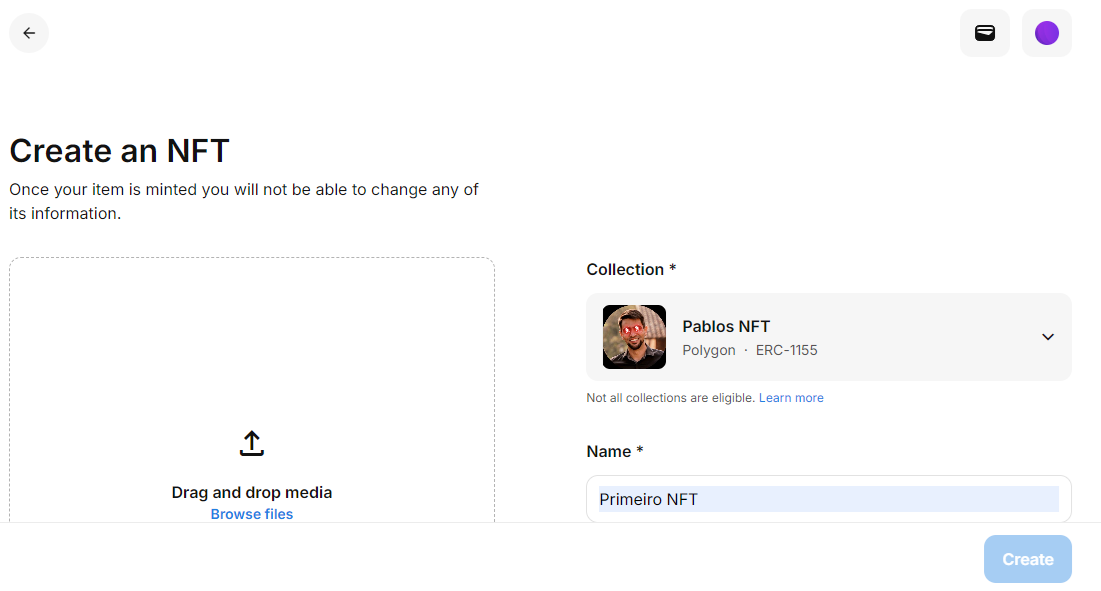 Create an NFT
Once your item is minted you will not be able to change any of
its information.
Drag and drop media
Browse files
Collection *
Pablos NFT
Polygon · ERC-1155
Not all collections are eligible. Learn more
Name *
Primeiro NFT
Create